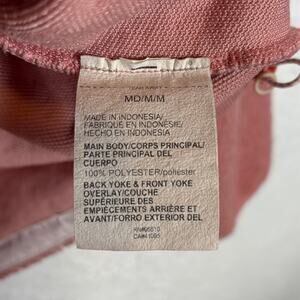 MD/M/M
MADE IN INDONESIA/
FABRIQUÉ EN INDONÉSIE/
HECHO EN INDONESIA
MAIN BODY/CORPS PRINCIPAL/
PARTE PRINCIPAL DEL
CUERPO
100% POLYESTER/poliester
BACK YOKE & FRONT YOKE
OVERLAY/COUCHE
SUPÉRIEURE DES
EMPIÈCEMENTS ARRIÈRE ET
AVANT/FORRO EXTERIOR DEL